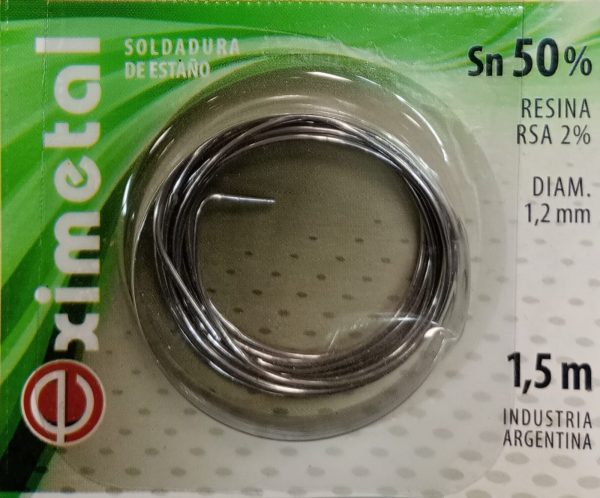 eximetal
SOLDADURA
DE ESTAÑO
Sn 50%
RESINA
RSA 2%
DIAM.
1,2 mm
1,5 m
INDUSTRIA
ARGENTINA